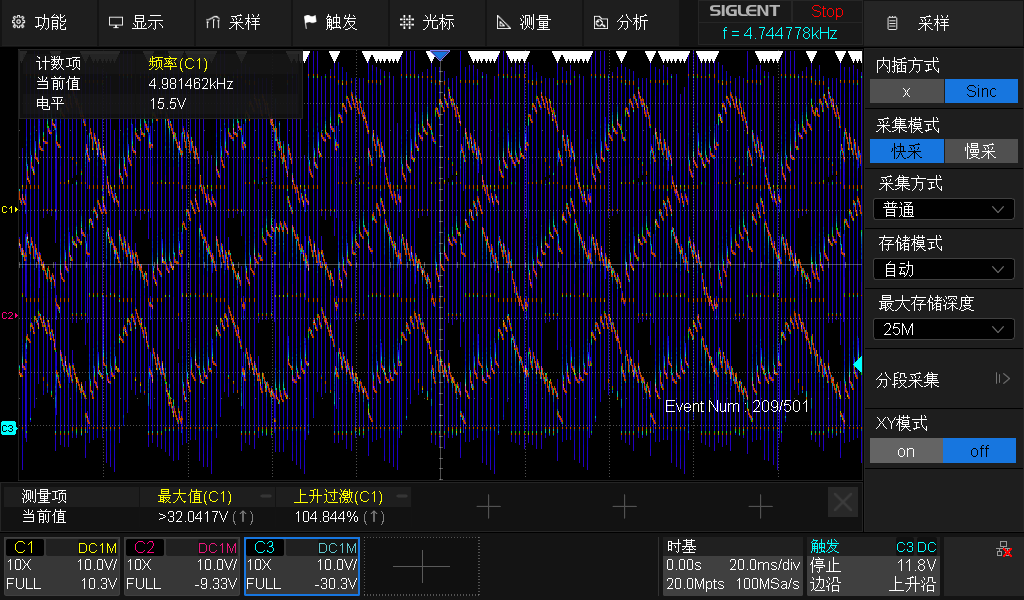 功能
显示
采样
触发
光标
测量
分析
SIGLENT
Stop
f = 4.744778kHz
采样
计数项 频率(C1)
当前值 4.981462kHz
电平 15.5V
内插方式
x Sinc
采集模式
快采 慢采
采集方式
普通
存储模式
自动
最大存储深度
25M
分段采集
XY模式
on off
C1
C2
C3
Event Num : 209/501
测量项 最大值(C1) 上升过激(C1)
当前值 >32.0417V (↑) 104.844% (↑)
C1 DC1M
10X 10.0V/
FULL 10.3V
C2 DC1M
10X 10.0V/
FULL -9.33V
C3 DC1M
10X 10.0V/
FULL -30.3V
时基
0.00s 20.0ms/div
20.0Mpts 100MSa/s
触发 C3 DC
停止 11.8V
边沿 上升沿